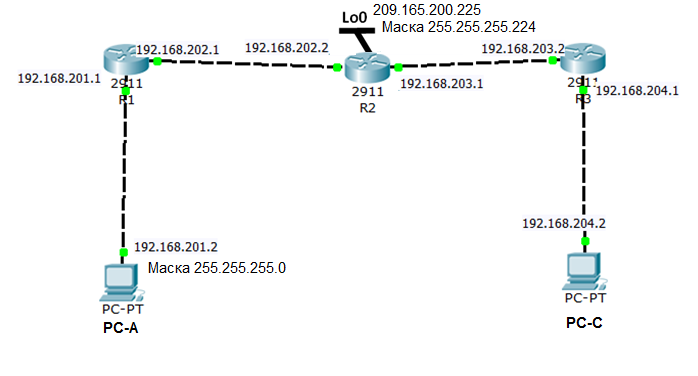 209.165.200.225
Lo0
Маска 255.255.255.224
192.168.202.1
192.168.202.2
192.168.203.2
192.168.201.1
2911
R1
2911
R2
192.168.203.1
2911
R3
192.168.204.1
192.168.201.2
192.168.204.2
Маска 255.255.255.0
PC-PT
PC-A
PC-PT
PC-C